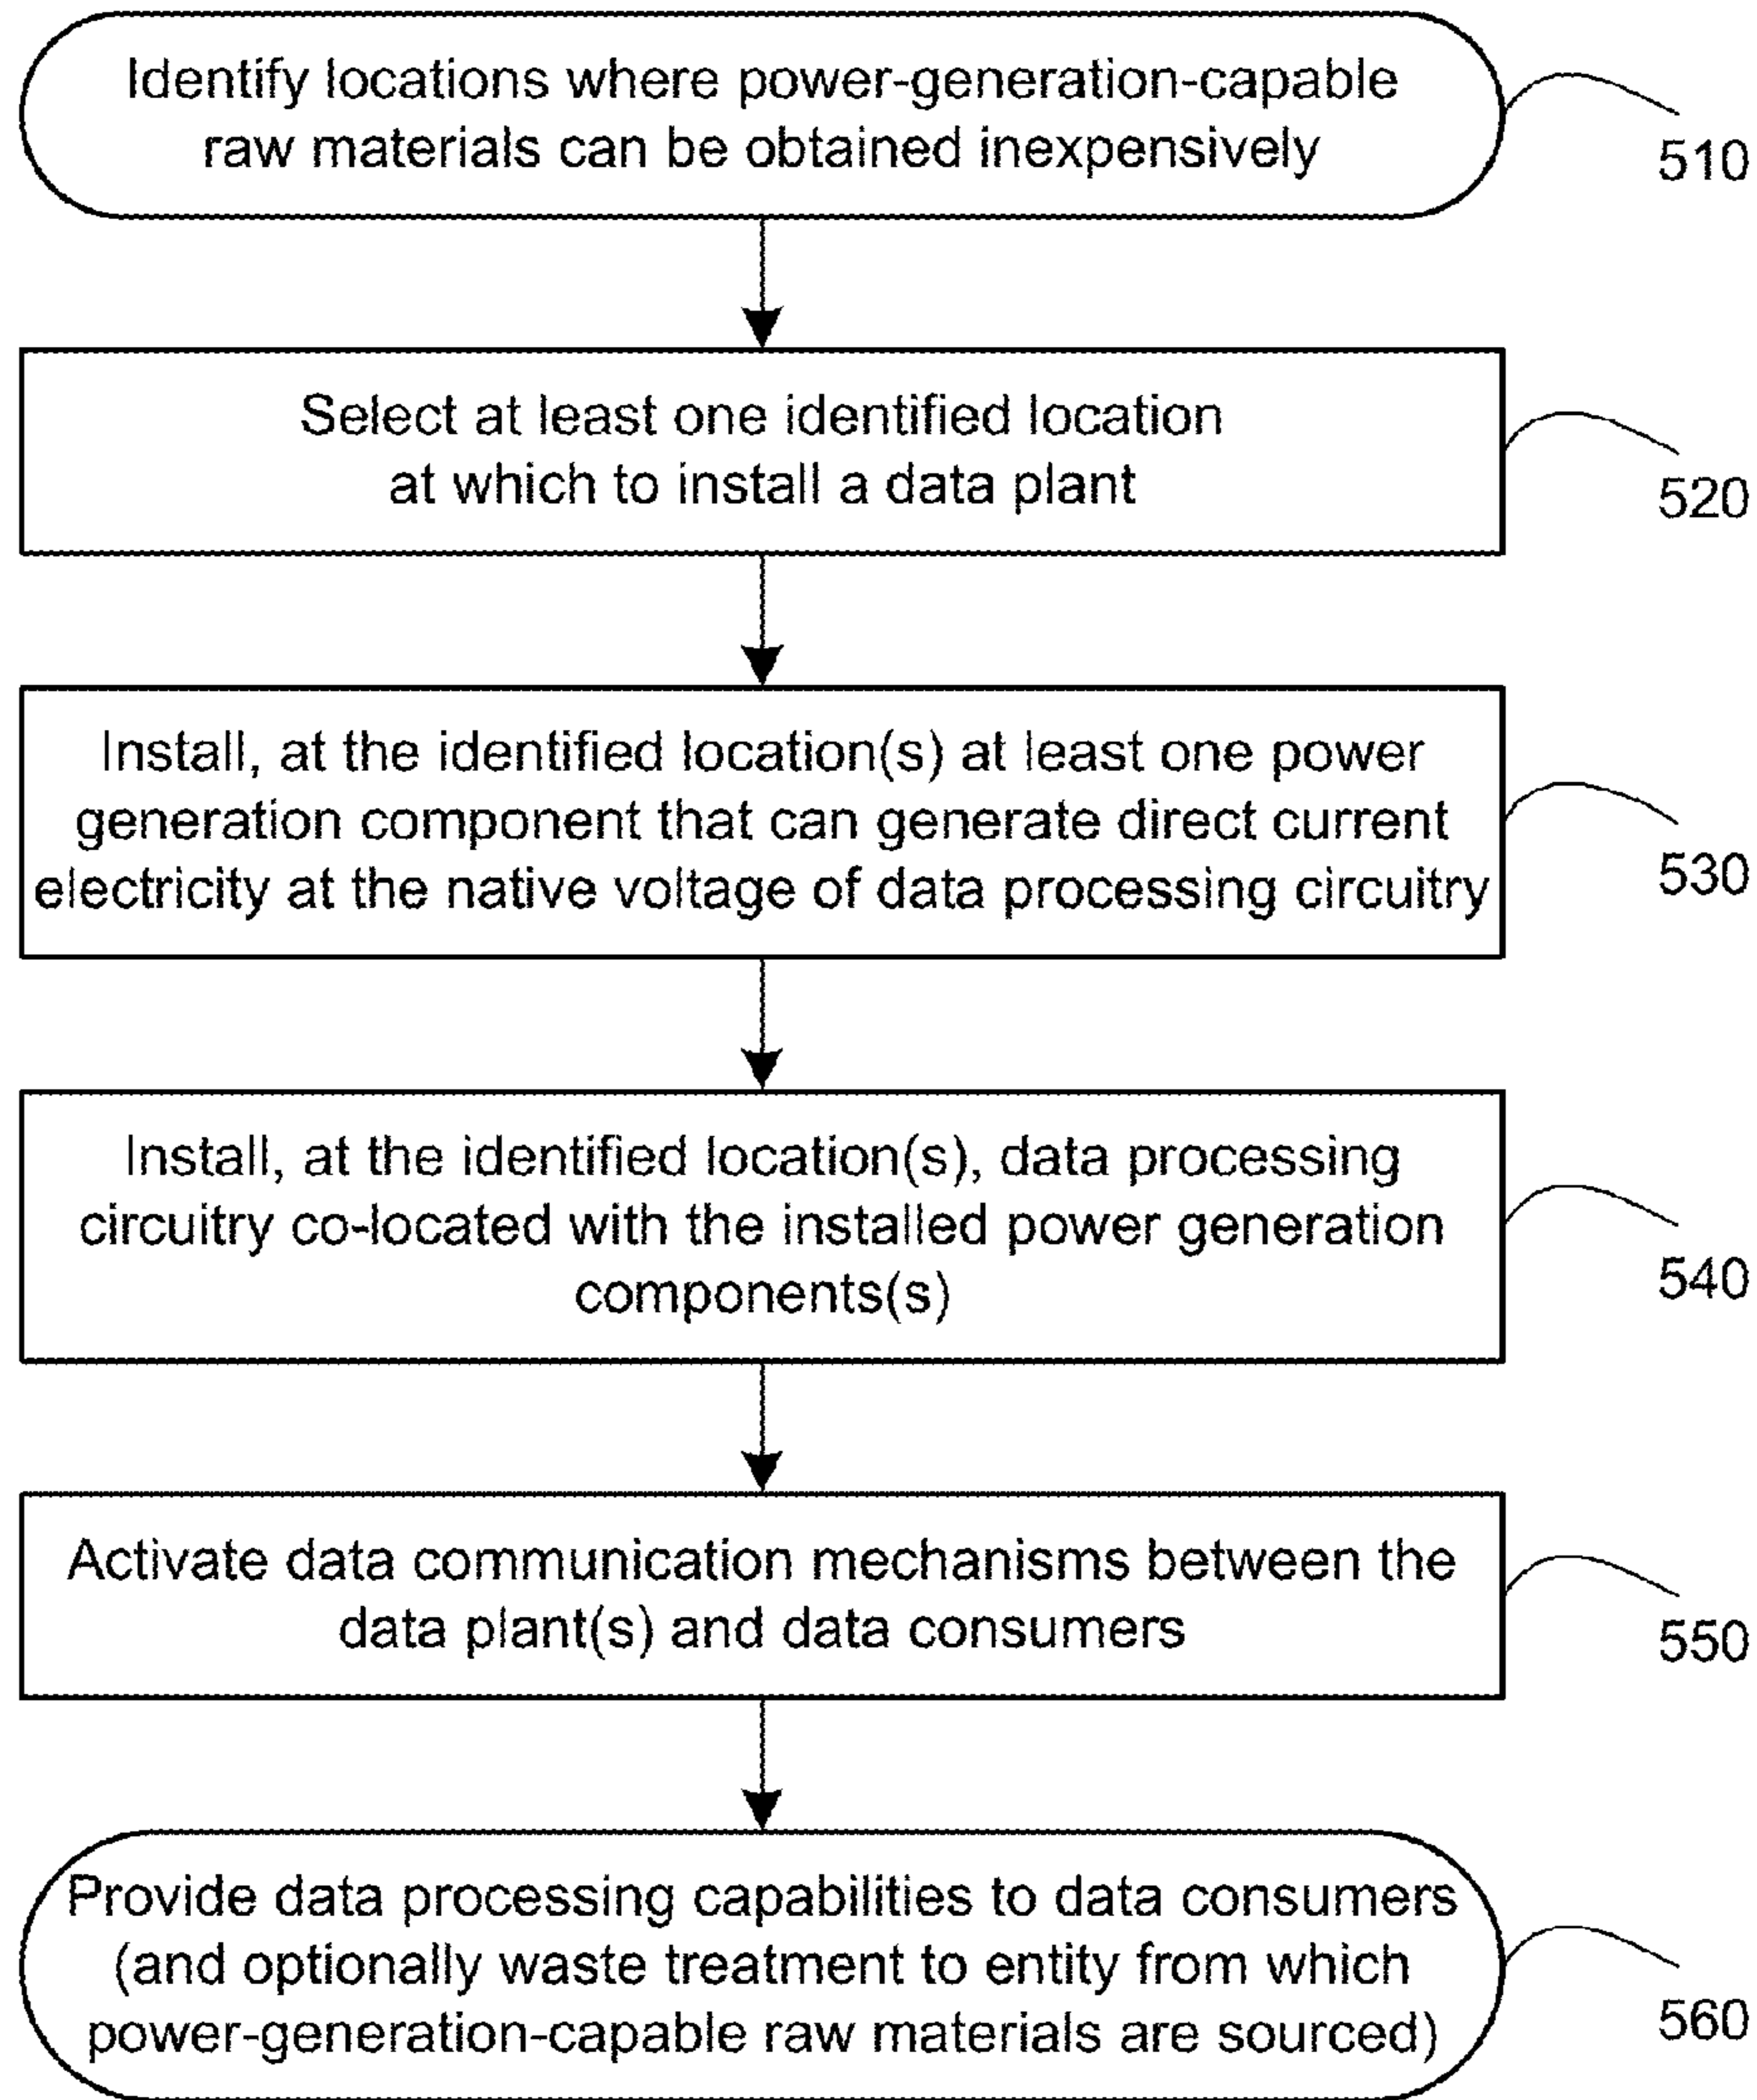 Identify locations where power-generation-capable
raw materials can be obtained inexpensively
510
Select at least one identified location
at which to install a data plant
520
Install, at the identified location(s) at least one power
generation component that can generate direct current
electricity at the native voltage of data processing circuitry
530
Install, at the identified location(s), data processing
circuitry co-located with the installed power generation
components(s)
540
Activate data communication mechanisms between the
data plant(s) and data consumers
550
Provide data processing capabilities to data consumers
(and optionally waste treatment to entity from which
power-generation-capable raw materials are sourced)
560